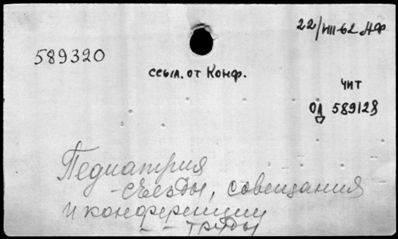 22/VIII-62 НФ
589320
ссыл. от Конф.
чит
ОД 589128
Педиатрия
- съезды, совещания
и конференции
- - труды